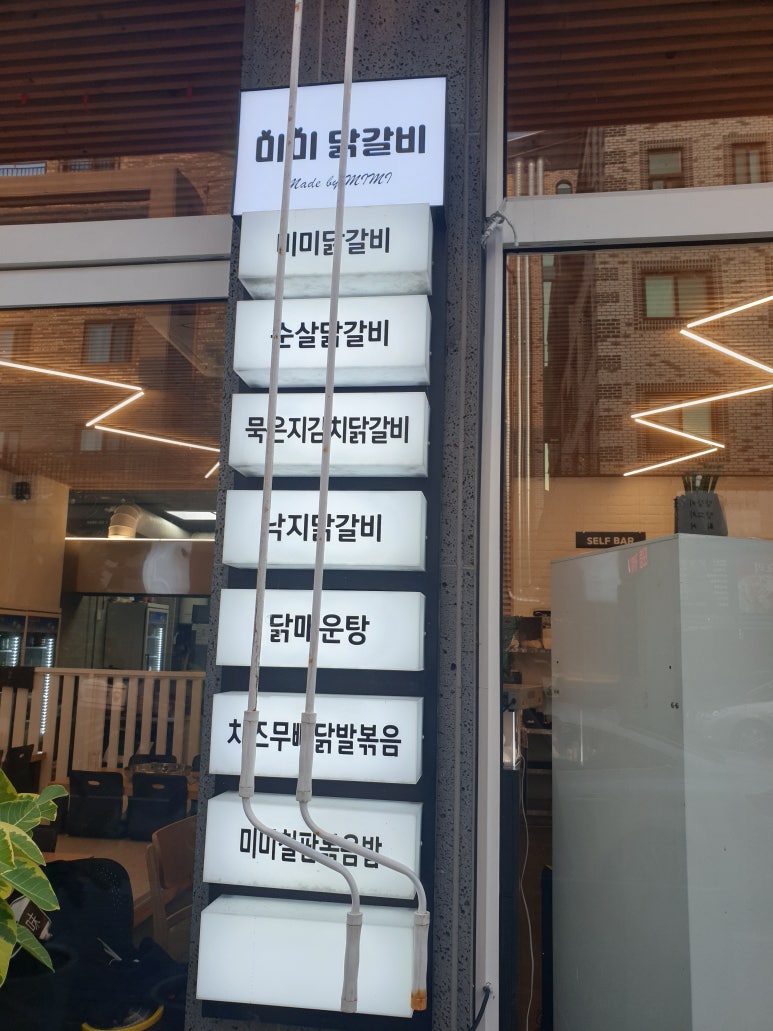 미미 닭갈비
Made by MIMI
미미닭갈비
순살닭갈비
묵은지김치닭갈비
낙지닭갈비
닭매운탕
치즈무뼈닭발볶음
미미철판볶음밥
SELF BAR